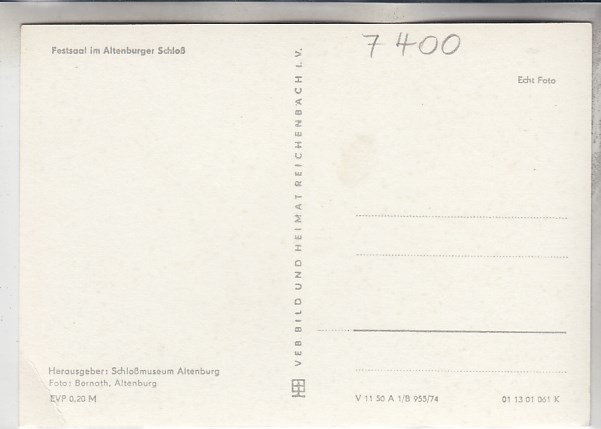 Festsaal im Altenburger Schloß
7400
Echt Foto
VEB BILD UND HEIMAT REICHENBACH I. V.
Herausgeber: Schloßmuseum Altenburg
Foto: Bernath, Altenburg
EVP 0,20 M
V 11 50 A 1/B 955/74
01 13 01 061 K